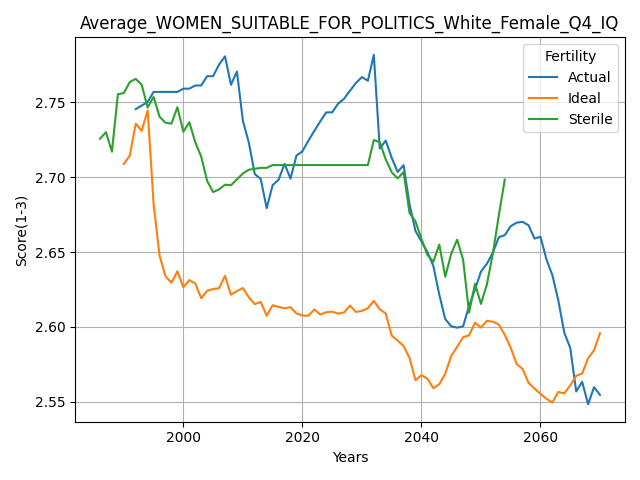 Average_WOMEN_SUITABLE_FOR_POLITICS_White_Female_Q4_IQ
Fertility
Actual
Ideal
Sterile
Score(1-3)
2.75
2.70
2.65
2.60
2.55
2000 2020 2040 2060
Years